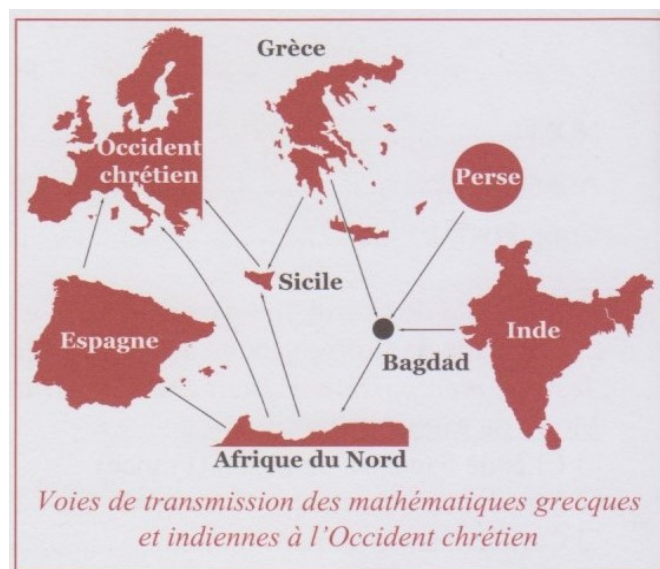 Grèce
Occident
chrétien
Perse
Sicile
Espagne
Inde
Bagdad
Afrique du Nord
Voies de transmission des mathématiques grecques
et indiennes à l'Occident chrétien